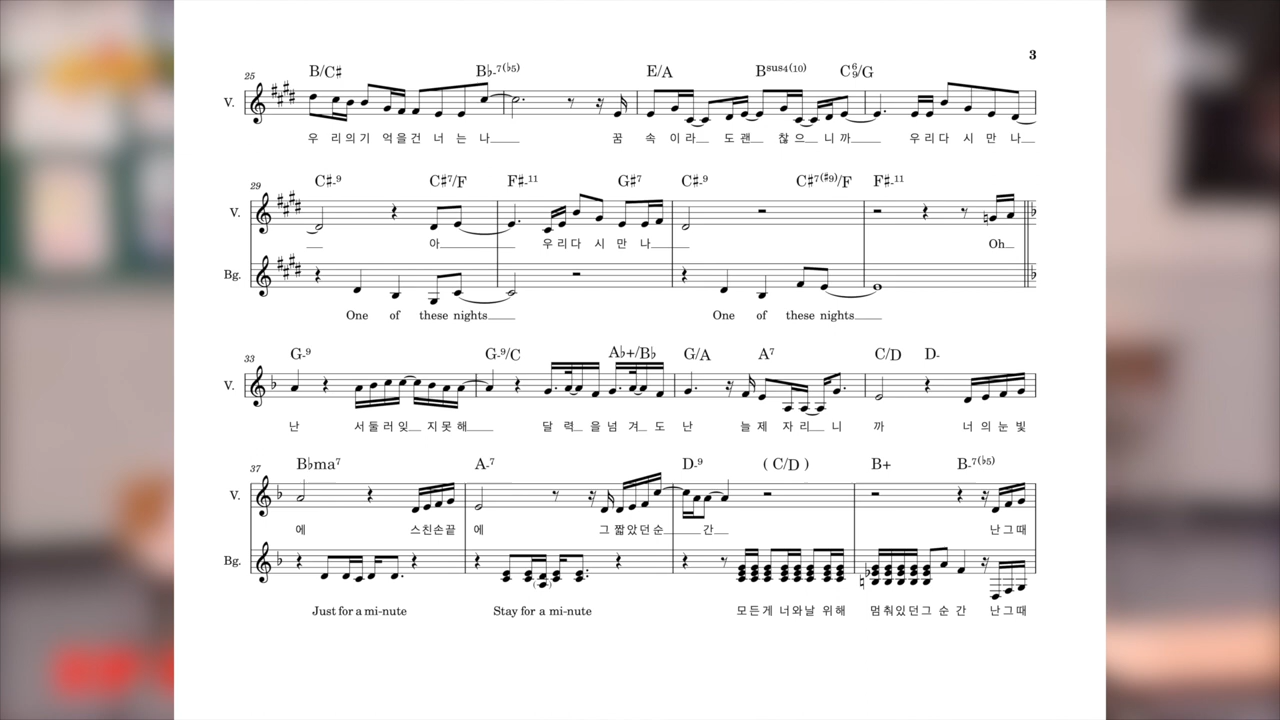 3
25 B/C♯ B♭-7(♭5) E/A Bsus4(10) C6/9/G
V.
우 리의기 억을건 너 는 나 꿈 속 이라 도괜 찮으 니까 우리다 시 만 나
29 C♯-9 C♯7/F F♯-11 G♯7 C♯-9 C♯7(♯9)/F F♯-11
V.
아 우리다 시 만 나 Oh
Bg.
One of these nights One of these nights
33 G-9 G-9/C A♭+/B♭ G/A A7 C/D D-
V.
난 서둘러잊 지못해 달 력 을넘 겨 도 난 늘제 자리 니 까 너의눈빛
37 B♭ma7 A-7 D-9 ( C/D ) B+ B-7(♭5)
V.
에 스친손끝 에 그짧았던순 간 난그때
Bg.
Just for a mi-nute Stay for a mi-nute 모든게 너와날 위해 멈춰있던그 순 간 난그때